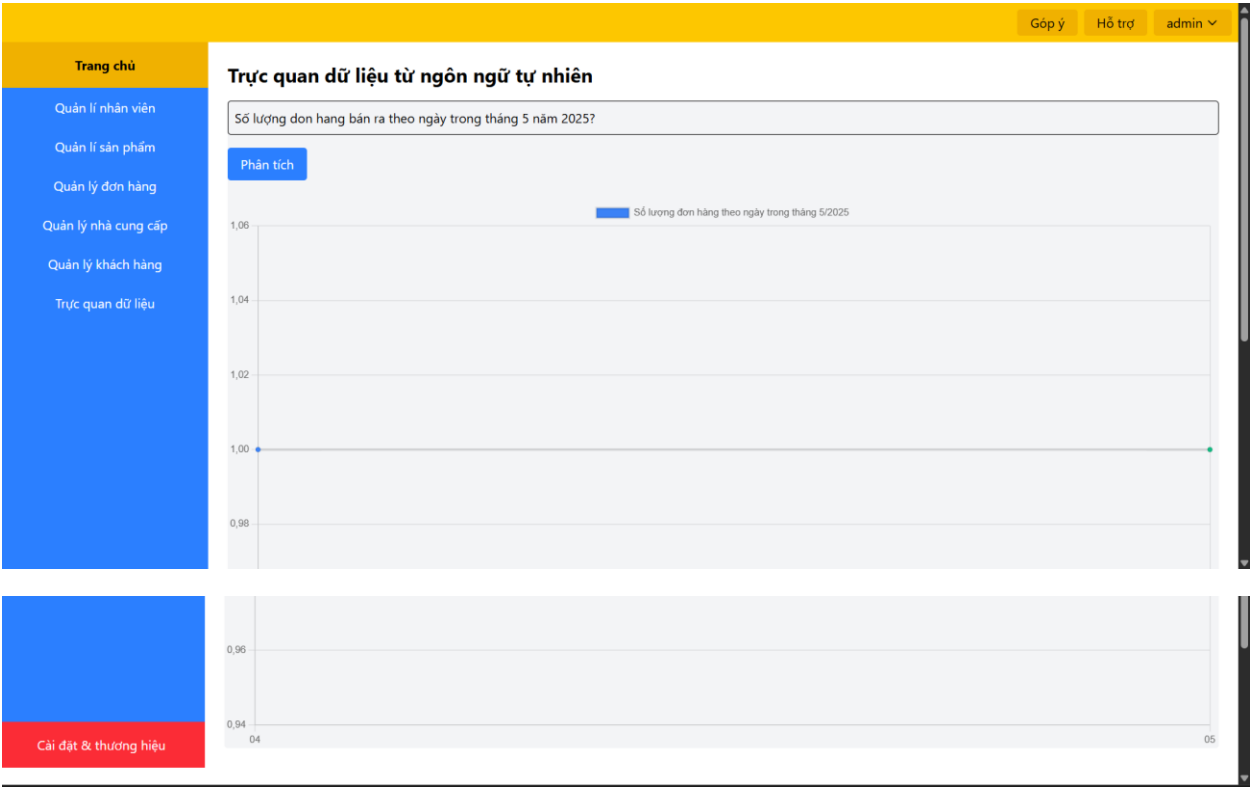 Góp ý
Hỗ trợ
admin
Trang chủ
Quản lí nhân viên
Quản lí sản phẩm
Quản lý đơn hàng
Quản lý nhà cung cấp
Quản lý khách hàng
Trực quan dữ liệu
Trực quan dữ liệu từ ngôn ngữ tự nhiên
Số lượng don hang bán ra theo ngày trong tháng 5 năm 2025?
Phân tích
Số lượng đơn hàng theo ngày trong tháng 5/2025
1,06
1,04
1,02
1,00
0,98
0,96
0,94
04
05
Cài đặt & thương hiệu